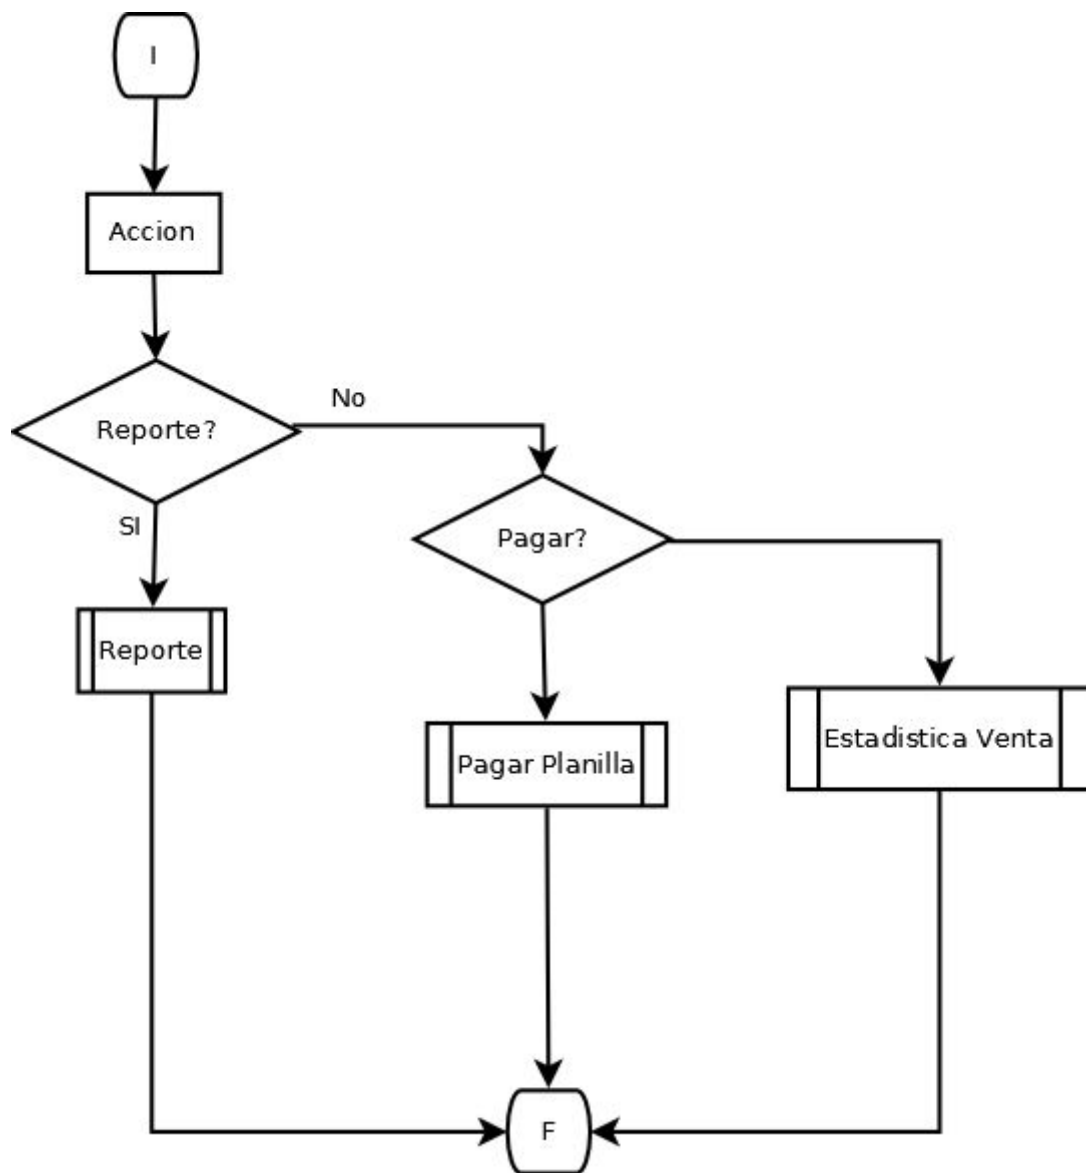 I
Accion
Reporte?
No
SI
Pagar?
Reporte
Pagar Planilla
Estadistica Venta
F